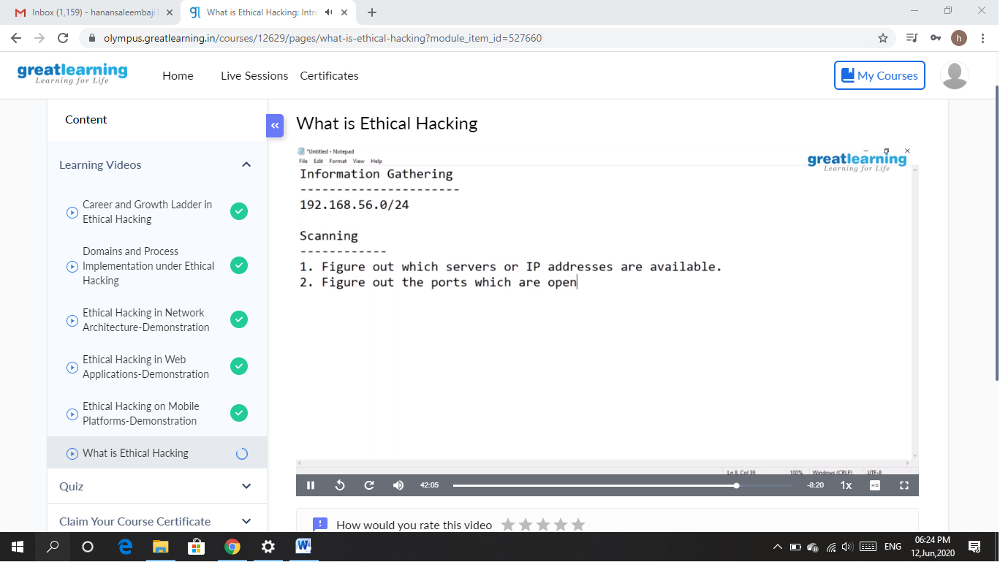 Inbox (1,159) - hanansaleembaji1
What is Ethical Hacking: Intro
olympus.greatlearning.in/courses/12629/pages/what-is-ethical-hacking?module_item_id=527660
h
greatlearning
Learning for Life
Home Live Sessions Certificates
My Courses
Content
Learning Videos
Career and Growth Ladder in
Ethical Hacking
Domains and Process
Implementation under Ethical
Hacking
Ethical Hacking in Network
Architecture-Demonstration
Ethical Hacking in Web
Applications-Demonstration
Ethical Hacking on Mobile
Platforms-Demonstration
What is Ethical Hacking
Quiz
Claim Your Course Certificate
What is Ethical Hacking
*Untitled - Notepad
File Edit Format View Help
greatlearning
Learning for Life
Information Gathering
----------------------
192.168.56.0/24
Scanning
------------
1. Figure out which servers or IP addresses are available.
2. Figure out the ports which are open
Ln 8, Col 39 100% Windows (CRLF) UTF-8
42:05 -8:20 1x HD
How would you rate this video
ENG
06:24 PM
12,Jun,2020